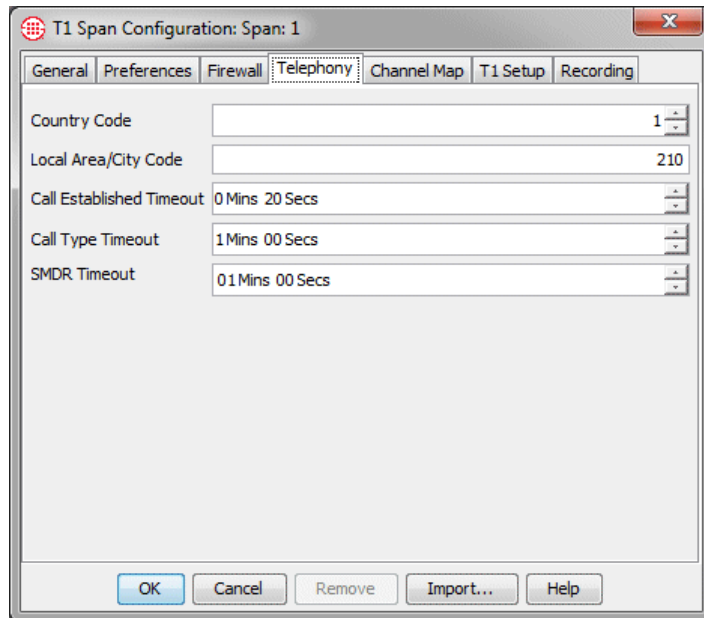 T1 Span Configuration: Span: 1
General Preferences Firewall Telephony Channel Map T1 Setup Recording
Country Code 1
Local Area/City Code 210
Call Established Timeout 0 Mins 20 Secs
Call Type Timeout 1 Mins 00 Secs
SMDR Timeout 01 Mins 00 Secs
OK Cancel Remove Import... Help